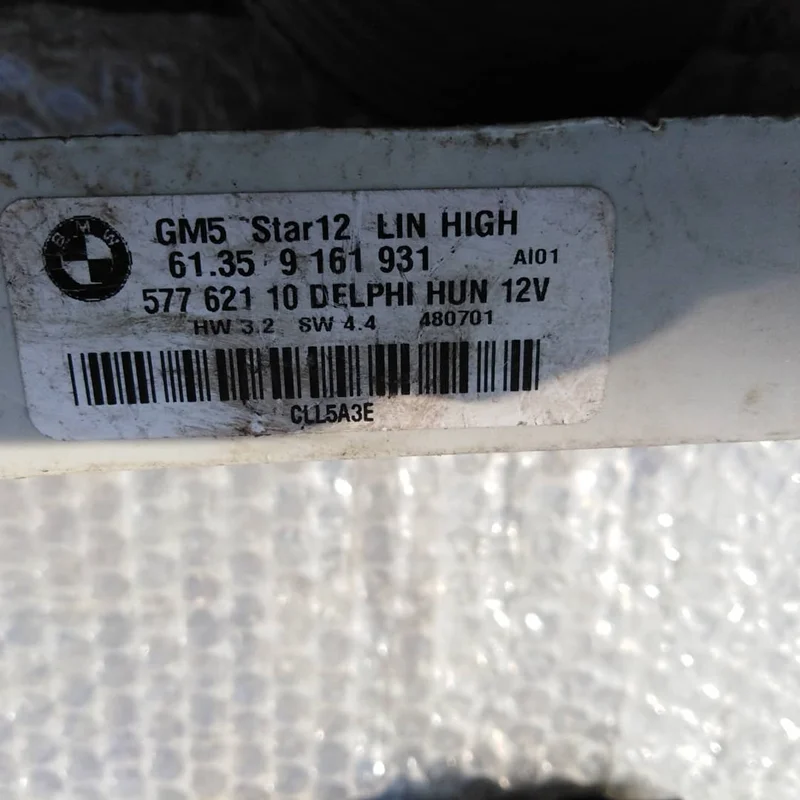 BMW
GM5 Star12 LIN HIGH
61.35 9 161 931 AI01
577 621 10 DELPHI HUN 12V
HW 3.2 SW 4.4 480701
CLL5A3E